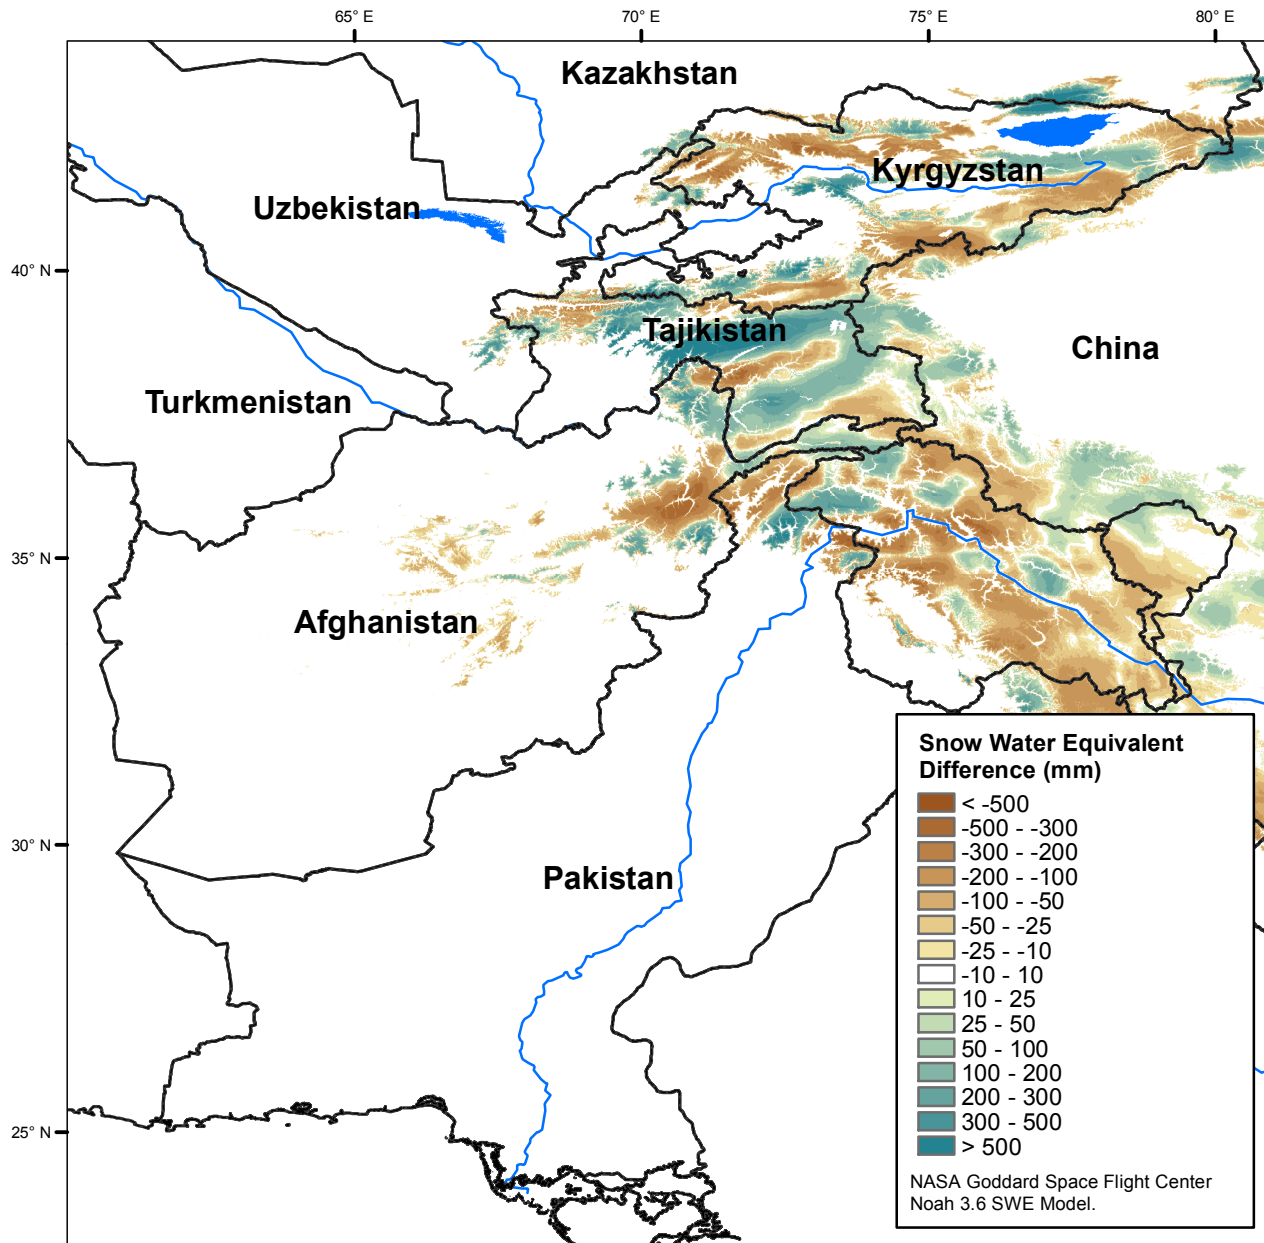 65° E
70° E
75° E
80° E
Kazakhstan
Kyrgyzstan
Uzbekistan
40° N
Tajikistan
China
Turkmenistan
35° N
Afghanistan
Snow Water Equivalent
Difference (mm)
< -500
-500 - -300
-300 - -200
-200 - -100
-100 - -50
-50 - -25
-25 - -10
-10 - 10
10 - 25
25 - 50
50 - 100
100 - 200
200 - 300
300 - 500
> 500
NASA Goddard Space Flight Center
Noah 3.6 SWE Model.
30° N
Pakistan
25° N